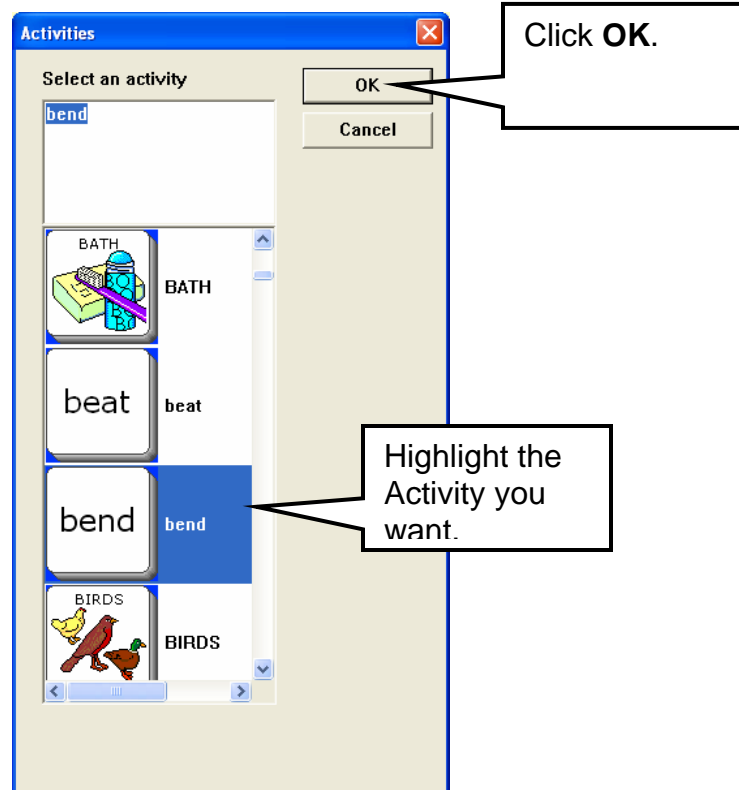 Activities
Click OK.
Select an activity
OK
bend
Cancel
BATH
BATH
beat
beat
Highlight the
Activity you
want.
bend
bend
BIRDS
BIRDS